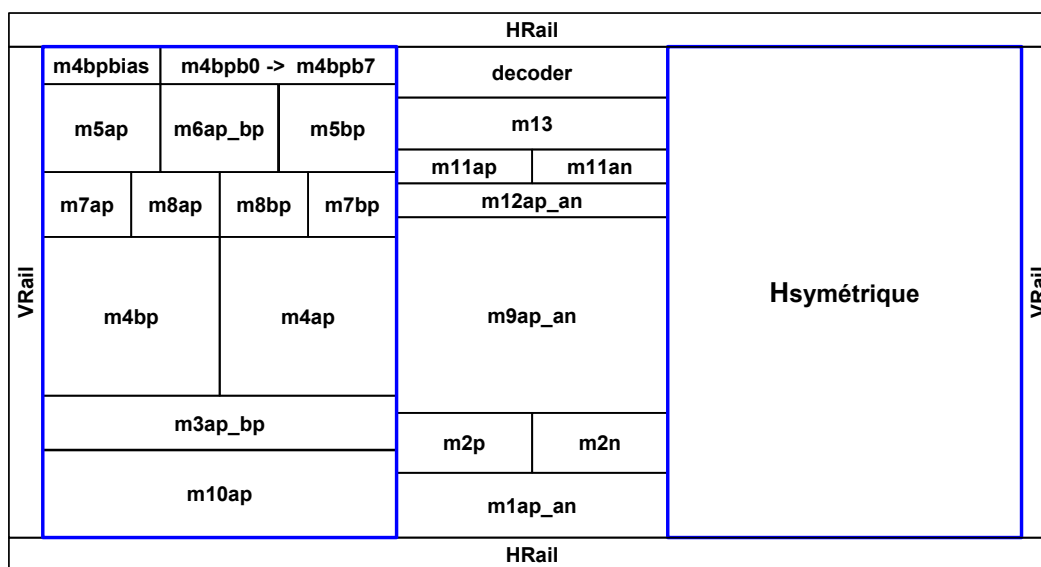 HRail
m4bpbias m4bpb0 -> m4bpb7
m5ap m6ap_bp m5bp
m7ap m8ap m8bp m7bp
m4bp m4ap
m3ap_bp
m10ap
decoder
m13
m11ap m11an
m12ap_an
m9ap_an
m2p m2n
m1ap_an
Hsymétrique
VRail
VRail
HRail